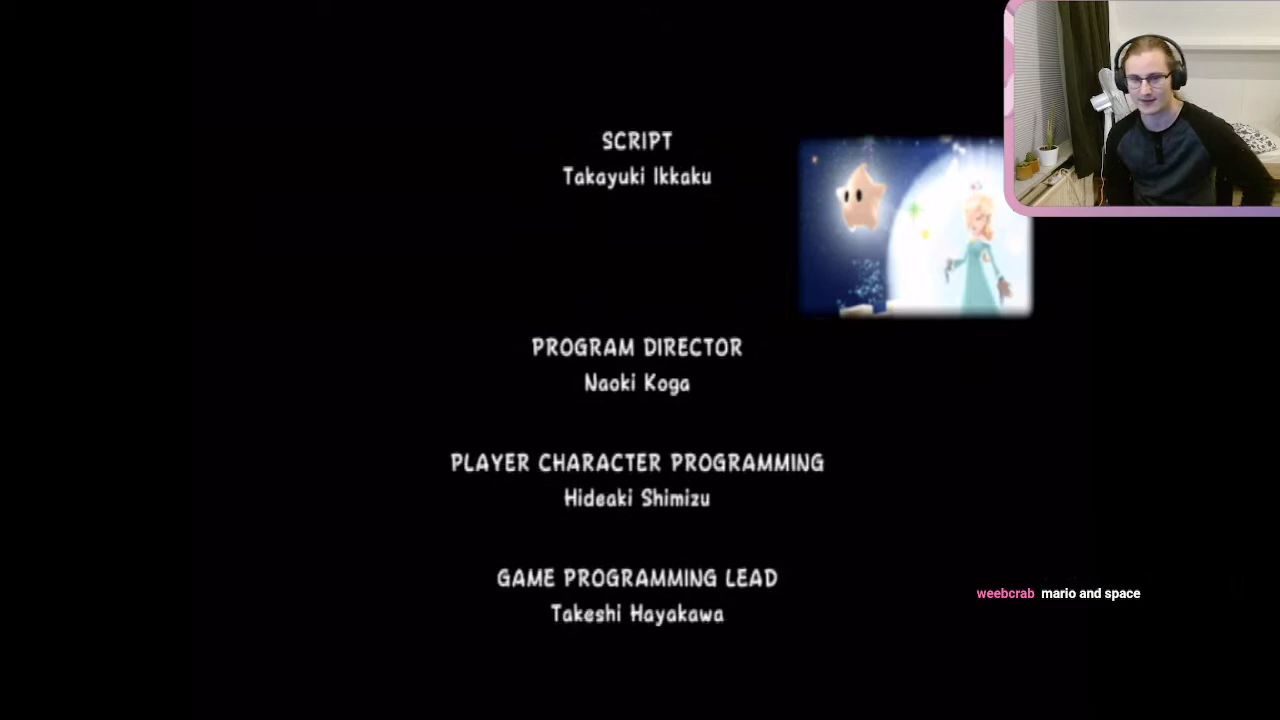 SCRIPT
Takayuki Ikkaku
PROGRAM DIRECTOR
Naoki Koga
PLAYER CHARACTER PROGRAMMING
Hideaki Shimizu
GAME PROGRAMMING LEAD
Takeshi Hayakawa
weebcrab mario and space